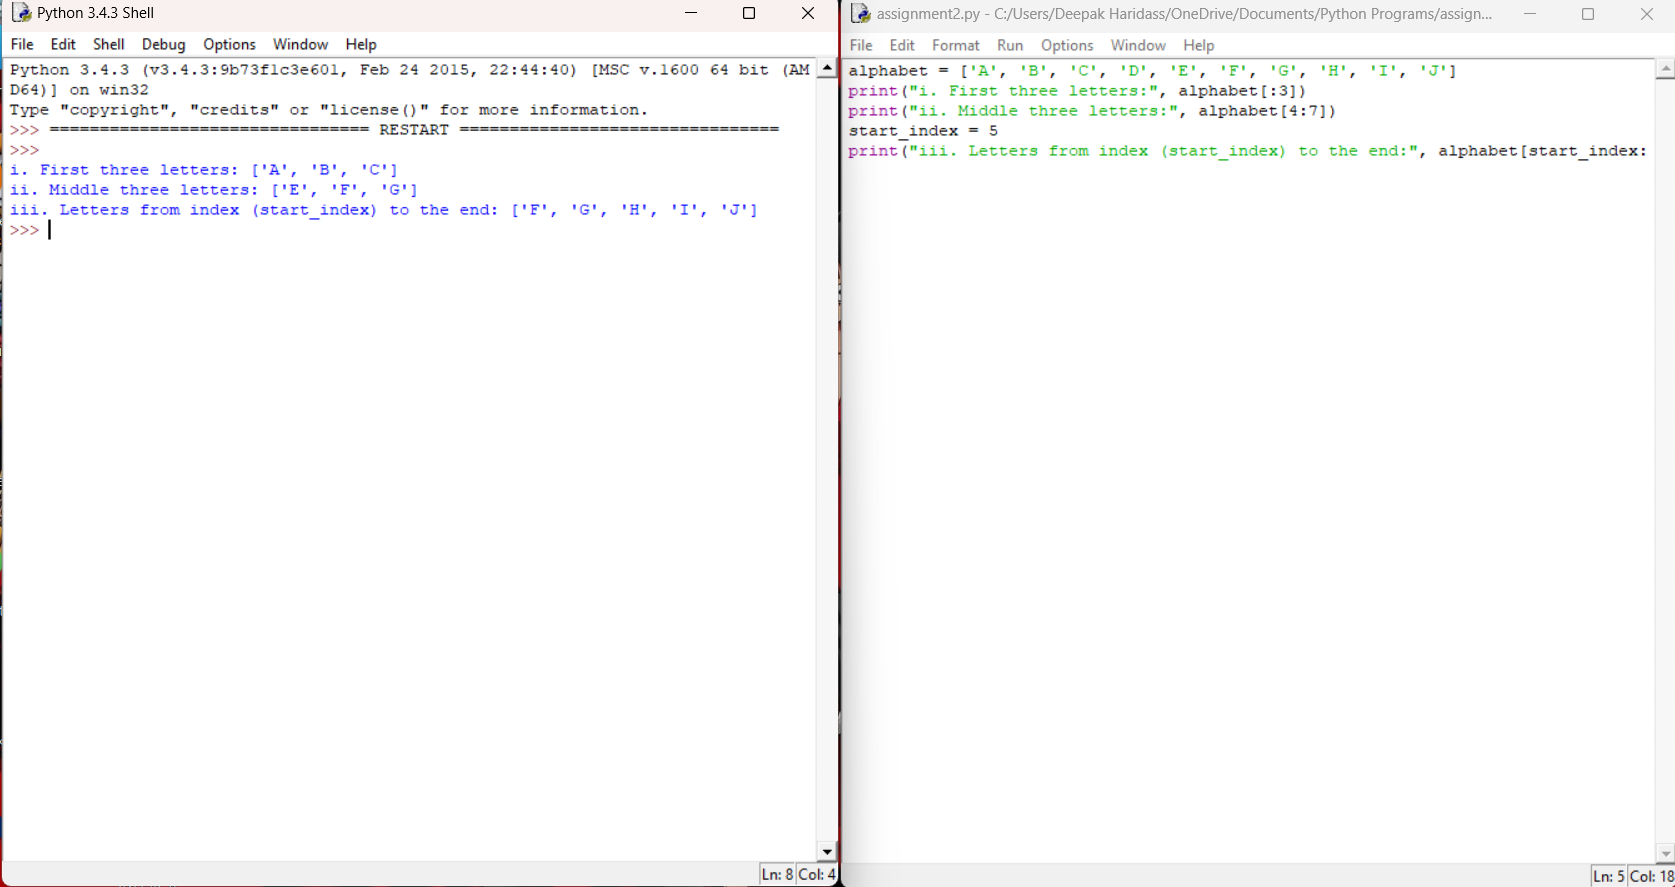 Python 3.4.3 Shell
File Edit Shell Debug Options Window Help
Python 3.4.3 (v3.4.3:9b73f1c3e601, Feb 24 2015, 22:44:40) [MSC v.1600 64 bit (AM
D64)] on win32
Type "copyright", "credits" or "license()" for more information.
>>> ================================ RESTART ================================
>>>
i. First three letters: ['A', 'B', 'C']
ii. Middle three letters: ['E', 'F', 'G']
iii. Letters from index (start_index) to the end: ['F', 'G', 'H', 'I', 'J']
>>>
Ln: 8 Col: 4
assignment2.py - C:/Users/Deepak Haridass/OneDrive/Documents/Python Programs/assign...
File Edit Format Run Options Window Help
alphabet = ['A', 'B', 'C', 'D', 'E', 'F', 'G', 'H', 'I', 'J']
print("i. First three letters:", alphabet[:3])
print("ii. Middle three letters:", alphabet[4:7])
start_index = 5
print("iii. Letters from index (start_index) to the end:", alphabet[start_index:
Ln: 5 Col: 18